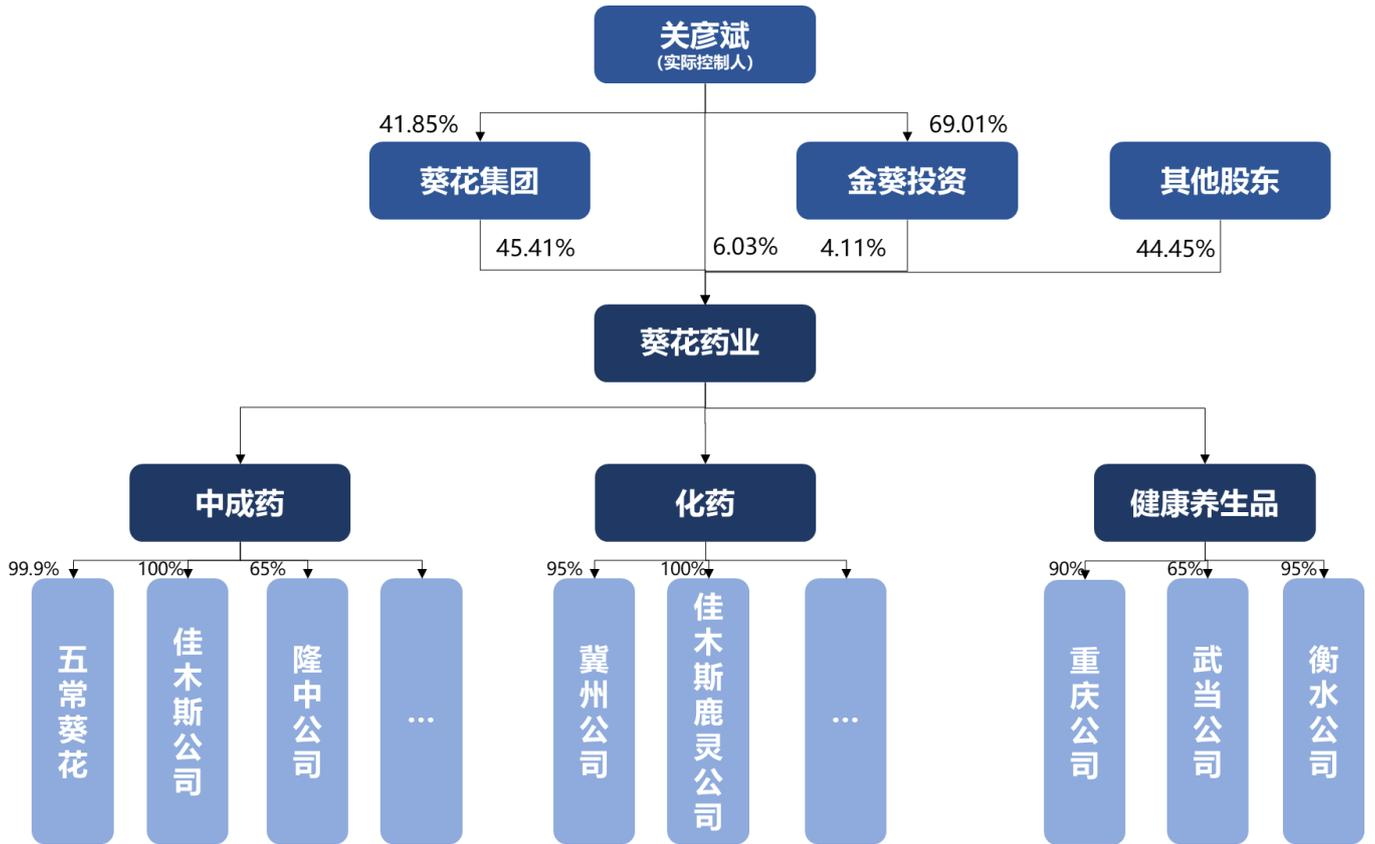 关彦斌
(实际控制人)
41.85%
69.01%
葵花集团
金葵投资
其他股东
45.41%
6.03%
4.11%
44.45%
葵花药业
中成药
化药
健康养生品
99.9%
100%
65%
95%
100%
90%
65%
95%
五常葵花
佳木斯公司
隆中公司
...
冀州公司
佳木斯鹿灵公司
...
重庆公司
武当公司
衡水公司